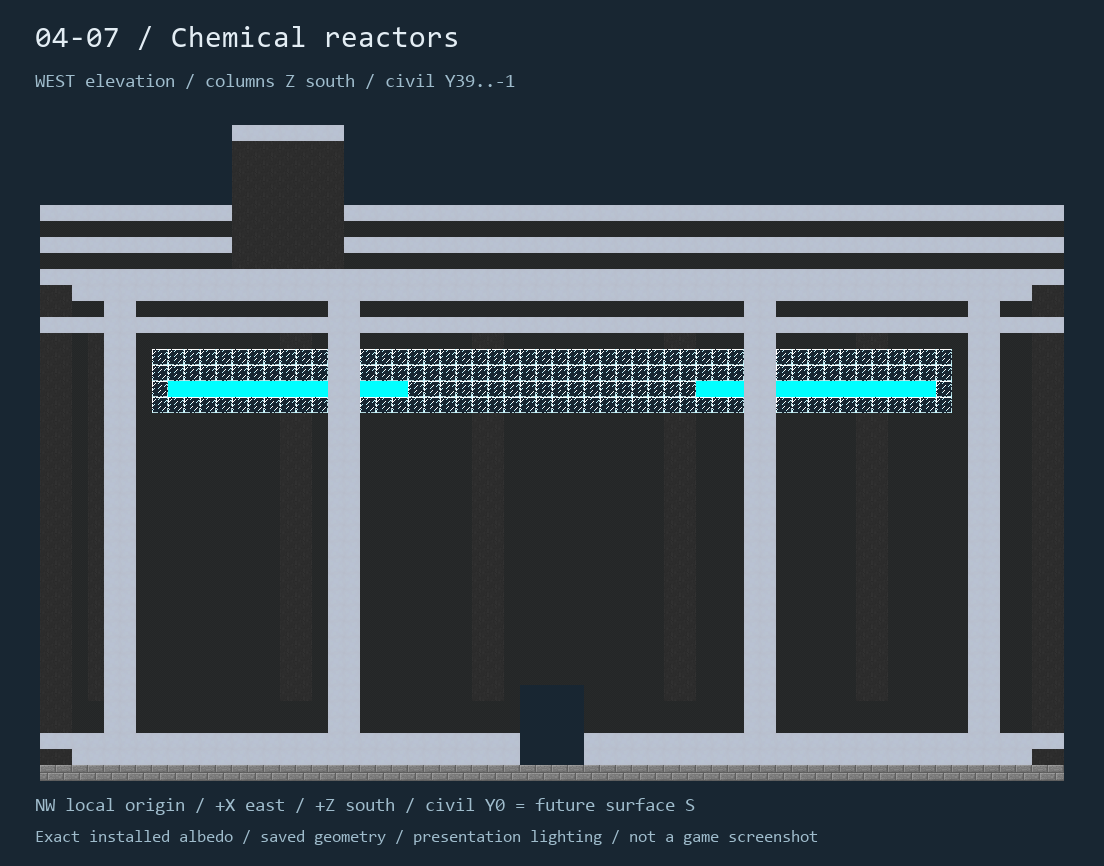 04-07 / Chemical reactors
WEST elevation / columns Z south / civil Y39..-1
NW local origin / +X east / +Z south / civil Y0 = future surface S
Exact installed albedo / saved geometry / presentation lighting / not a game screenshot